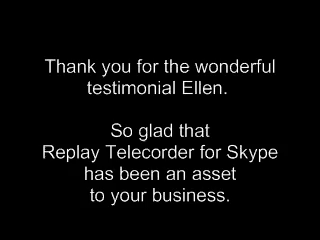 Thank you for the wonderful
testimonial Ellen.
So glad that
Replay Telecorder for Skype
has been an asset
to your business.